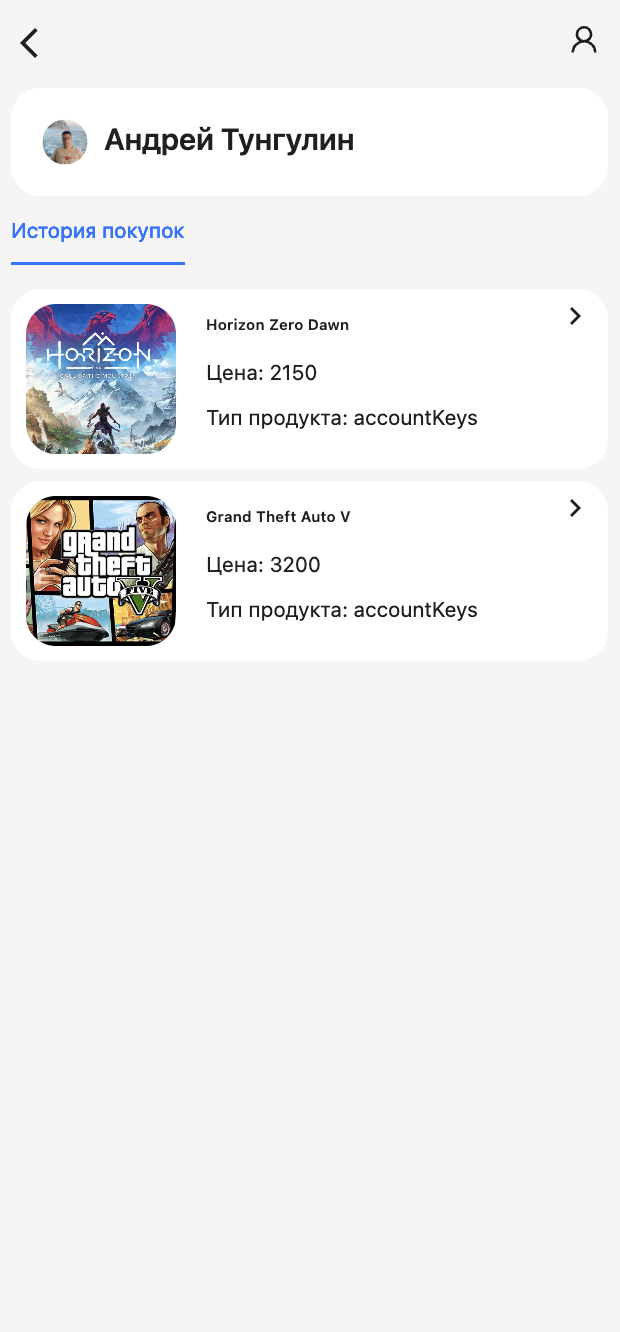 Андрей Тунгулин
История покупок
HORIZON
CALL OF THE MOUNTAIN
Horizon Zero Dawn
Цена: 2150
Тип продукта: accountKeys
grand
theft
auto V
FIVE
Grand Theft Auto V
Цена: 3200
Тип продукта: accountKeys